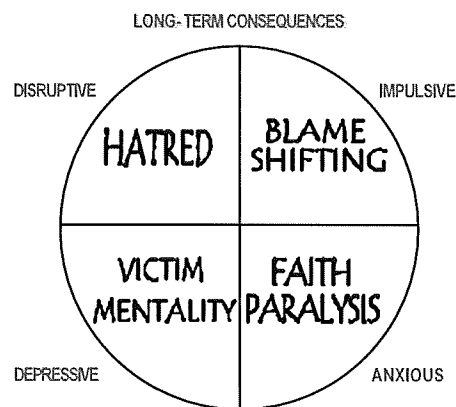 LONG-TERM CONSEQUENCES
DISRUPTIVE
IMPULSIVE
HATRED
BLAME
SHIFTING
VICTIM
MENTALITY
FAITH
PARALYSIS
DEPRESSIVE
ANXIOUS